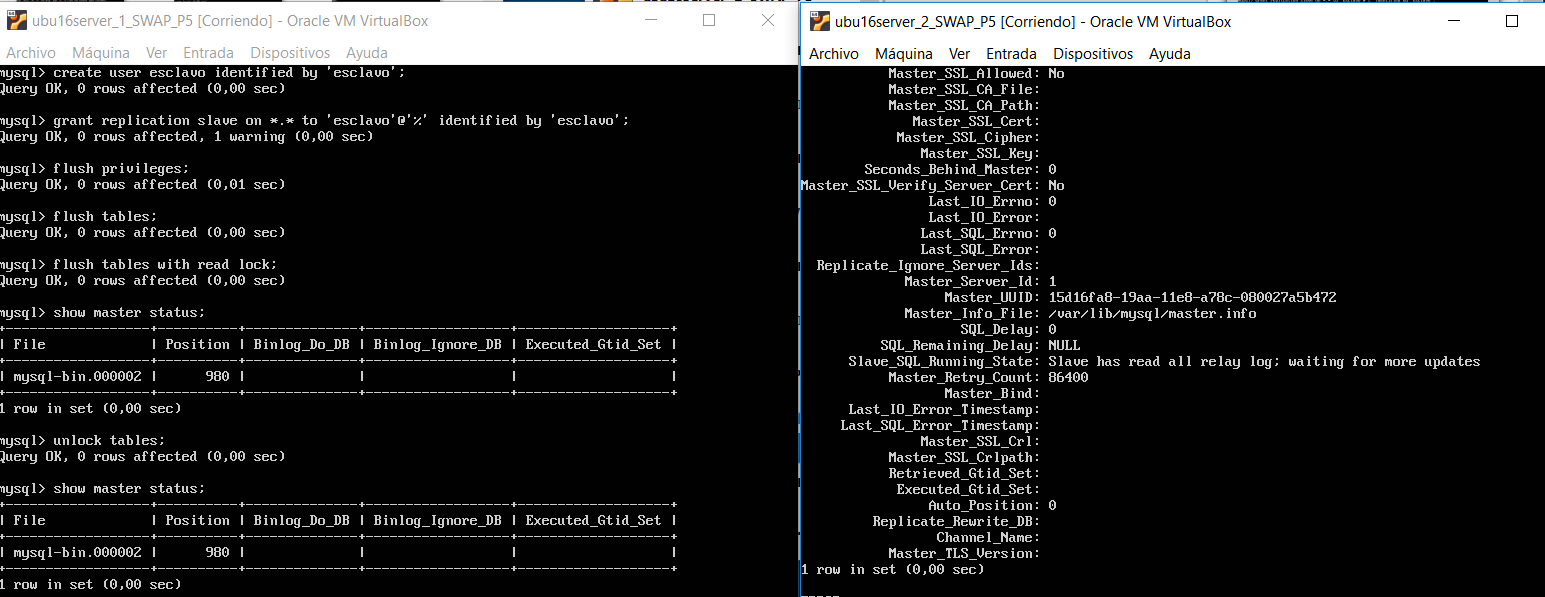 ubu16server_1_SWAP_P5 [Corriendo] - Oracle VM VirtualBox
Archivo Máquina Ver Entrada Dispositivos Ayuda
mysql> create user esclavo identified by 'esclavo';
Query OK, 0 rows affected (0,00 sec)
mysql> grant replication slave on *.* to 'esclavo'@'%' identified by 'esclavo';
Query OK, 0 rows affected, 1 warning (0,00 sec)
mysql> flush privileges;
Query OK, 0 rows affected (0,01 sec)
mysql> flush tables;
Query OK, 0 rows affected (0,00 sec)
mysql> flush tables with read lock;
Query OK, 0 rows affected (0,00 sec)
mysql> show master status;
+------------------+----------+--------------+------------------+-------------------+
| File | Position | Binlog_Do_DB | Binlog_Ignore_DB | Executed_Gtid_Set |
+------------------+----------+--------------+------------------+-------------------+
| mysql-bin.000002 | 980 | | | |
+------------------+----------+--------------+------------------+-------------------+
1 row in set (0,00 sec)
mysql> unlock tables;
Query OK, 0 rows affected (0,00 sec)
mysql> show master status;
+------------------+----------+--------------+------------------+-------------------+
| File | Position | Binlog_Do_DB | Binlog_Ignore_DB | Executed_Gtid_Set |
+------------------+----------+--------------+------------------+-------------------+
| mysql-bin.000002 | 980 | | | |
+------------------+----------+--------------+------------------+-------------------+
1 row in set (0,00 sec)
ubu16server_2_SWAP_P5 [Corriendo] - Oracle VM VirtualBox
Archivo Máquina Ver Entrada Dispositivos Ayuda
Master_SSL_Allowed: No
Master_SSL_CA_File:
Master_SSL_CA_Path:
Master_SSL_Cert:
Master_SSL_Cipher:
Master_SSL_Key:
Seconds_Behind_Master: 0
Master_SSL_Verify_Server_Cert: No
Last_IO_Errno: 0
Last_IO_Error:
Last_SQL_Errno: 0
Last_SQL_Error:
Replicate_Ignore_Server_Ids:
Master_Server_Id: 1
Master_UUID: 15d16fa8-19aa-11e8-a78c-080027a5b472
Master_Info_File: /var/lib/mysql/master.info
SQL_Delay: 0
SQL_Remaining_Delay: NULL
Slave_SQL_Running_State: Slave has read all relay log; waiting for more updates
Master_Retry_Count: 86400
Master_Bind:
Last_IO_Error_Timestamp:
Last_SQL_Error_Timestamp:
Master_SSL_Crl:
Master_SSL_Crlpath:
Retrieved_Gtid_Set:
Executed_Gtid_Set:
Auto_Position: 0
Replicate_Rewrite_DB:
Channel_Name:
Master_TLS_Version:
1 row in set (0,00 sec)